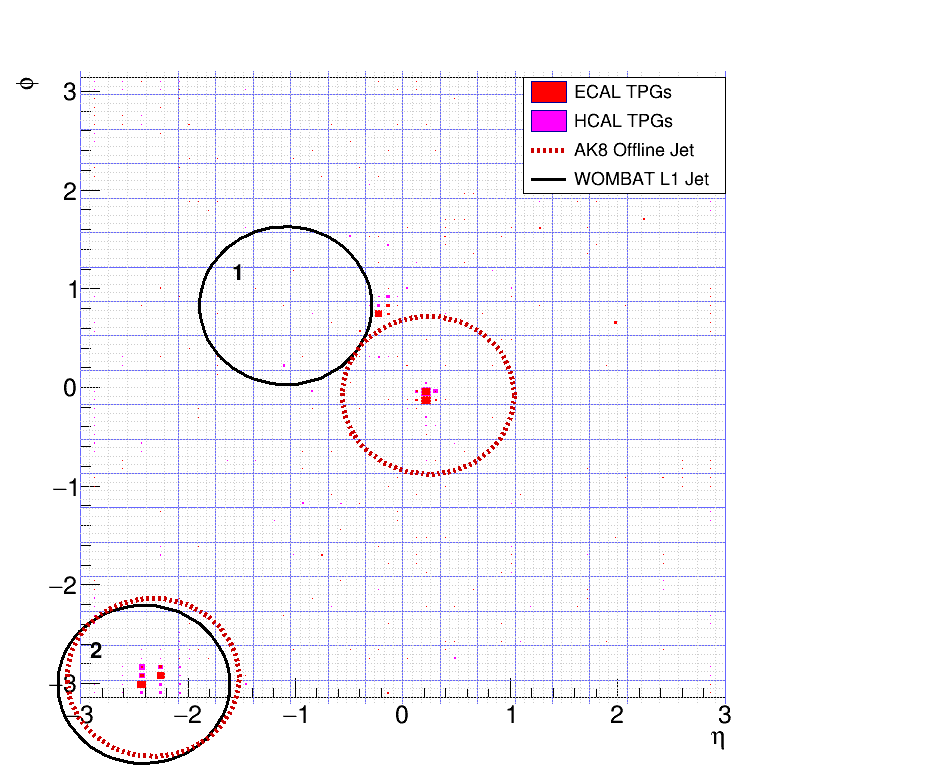 φ
3
ECAL TPGs
HCAL TPGs
AK8 Offline Jet
WOMBAT L1 Jet
2
1
1
0
−1
−2
2
−3
−3 −2 −1 0 1 2 3
η